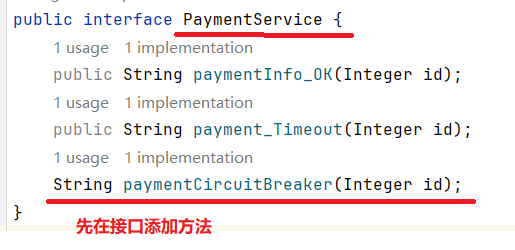 public interface PaymentService {
1 usage   1 implementation
public String paymentInfo_OK(Integer id);
1 usage   1 implementation
public String payment_Timeout(Integer id);
1 usage   1 implementation
String paymentCircuitBreaker(Integer id);
}
先在接口添加方法